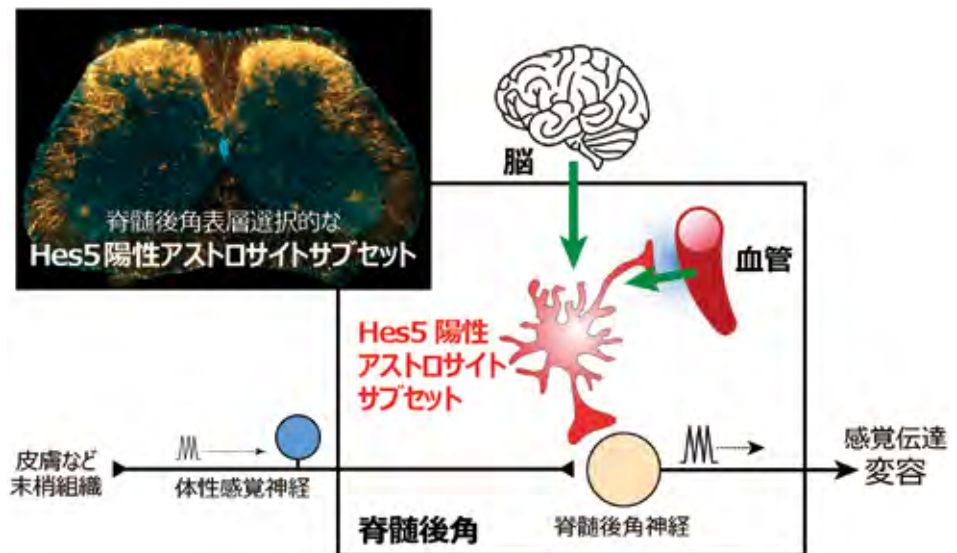 脊髄後角表層選択的な
Hes5陽性アストロサイトサブセット
脳
血管
Hes5 陽性
アストロサイト
サブセット
皮膚など
末梢組織
体性感覚神経
脊髄後角
脊髄後角神経
感覚伝達
変容